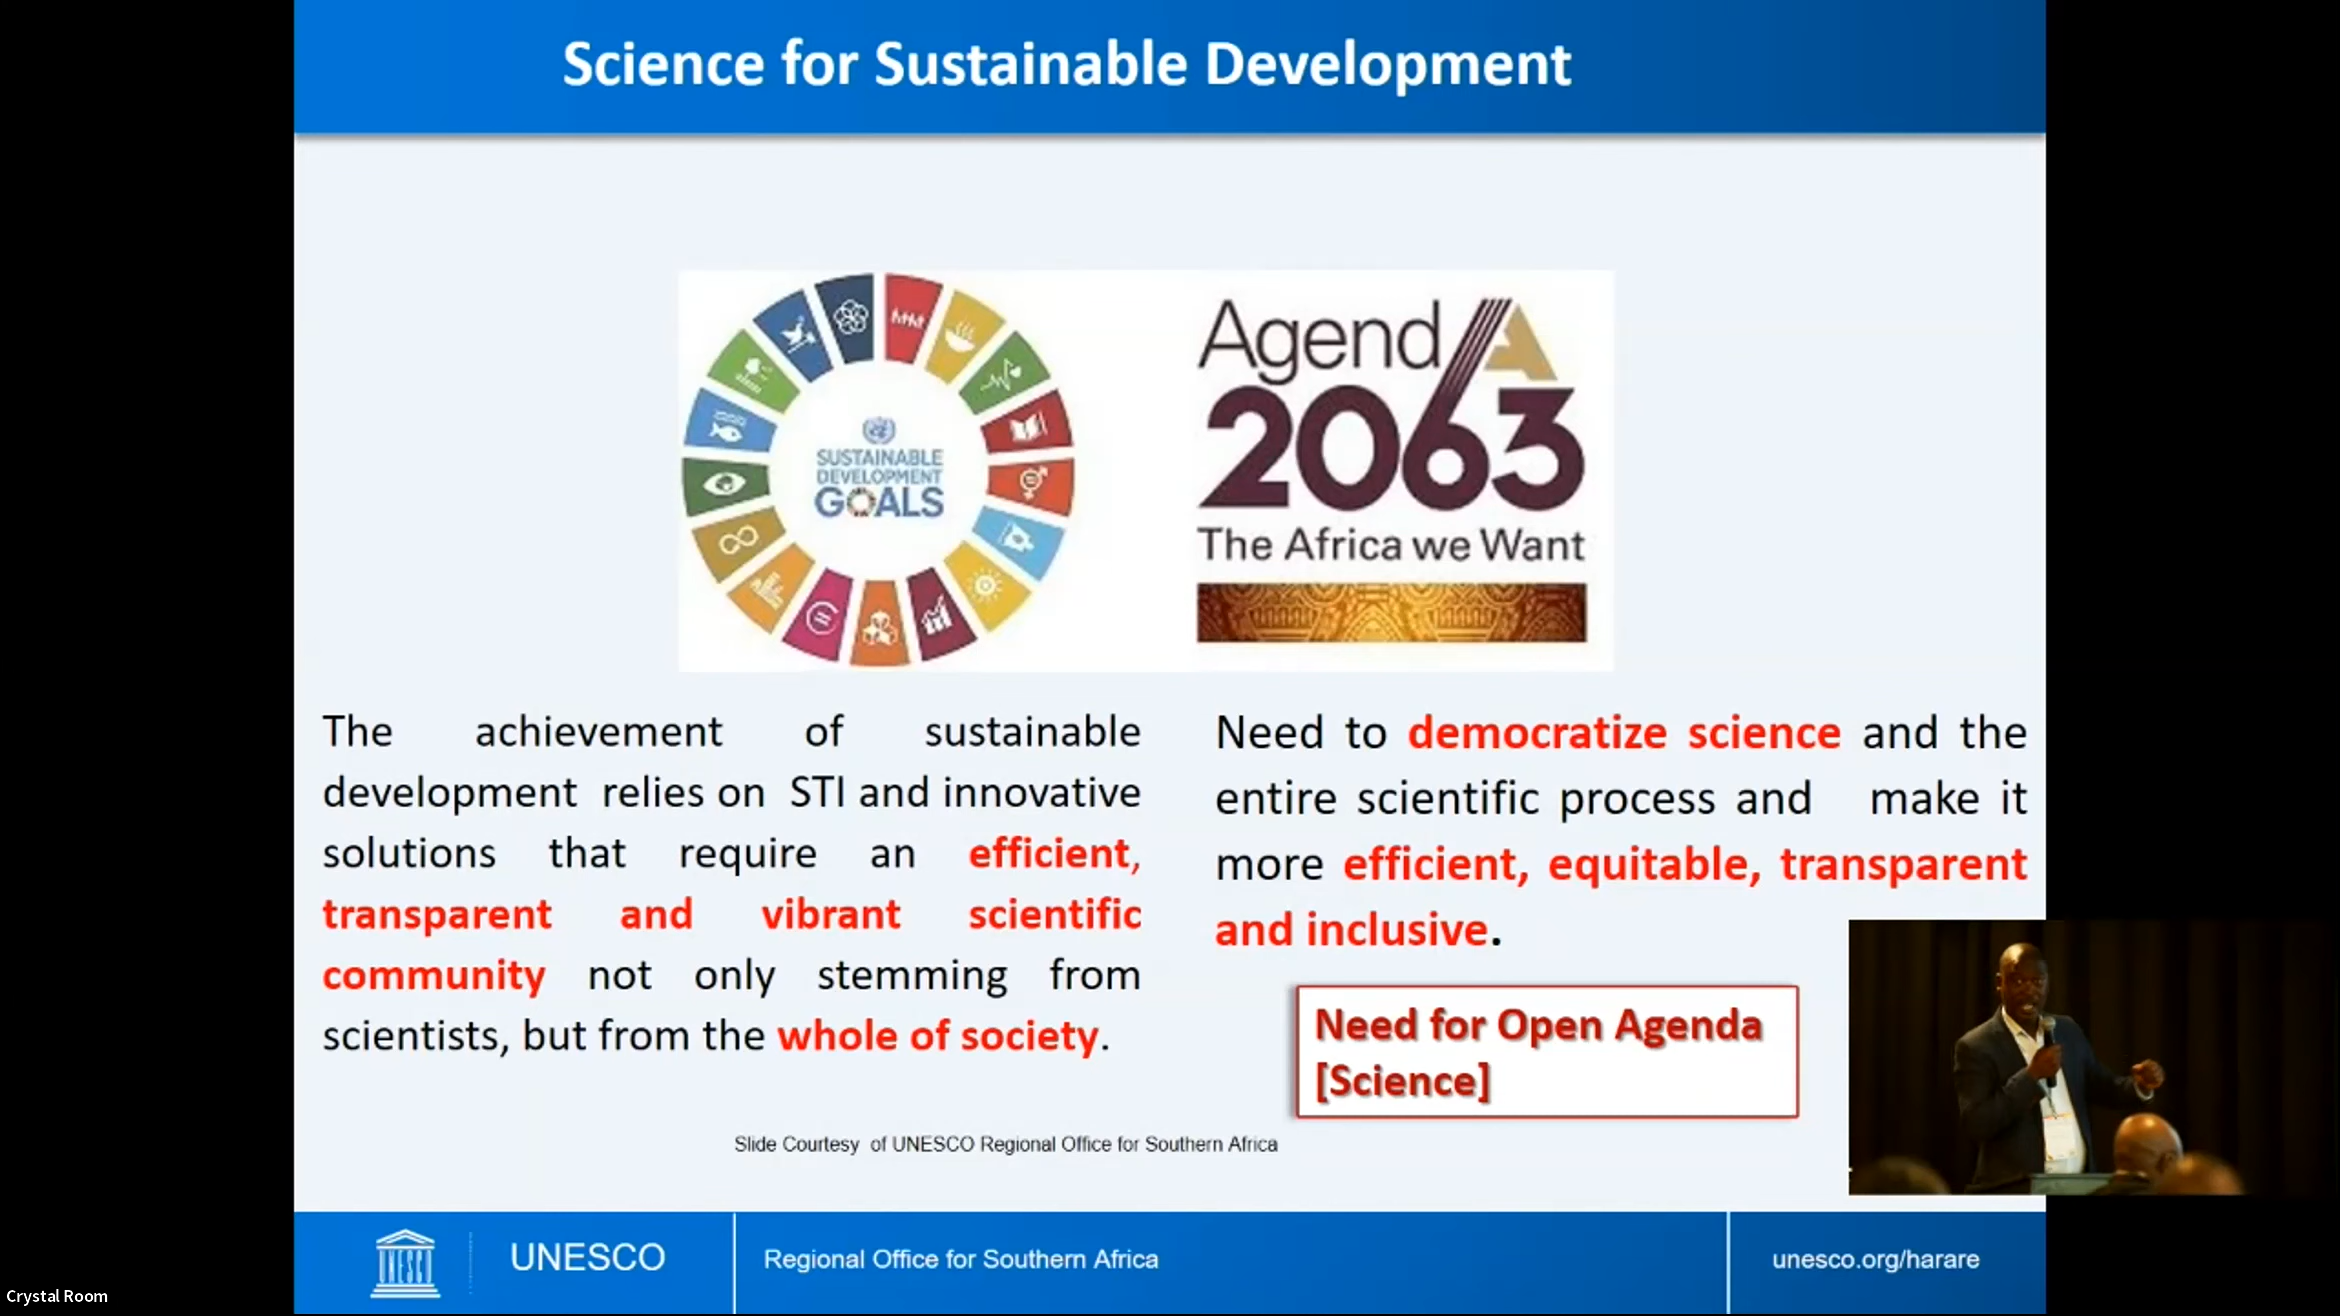 Science for Sustainable Development
SUSTAINABLE
DEVELOPMENT
GOALS
AgendA
2063
The Africa we Want
The achievement of sustainable
development relies on STI and innovative
solutions that require an efficient,
transparent and vibrant scientific
community not only stemming from
scientists, but from the whole of society.
Need to democratize science and the
entire scientific process and make it
more efficient, equitable, transparent
and inclusive.
Need for Open Agenda
[Science]
Slide Courtesy of UNESCO Regional Office for Southern Africa
UNESCO
UNESCO
Regional Office for Southern Africa
unesco.org/harare
Crystal Room